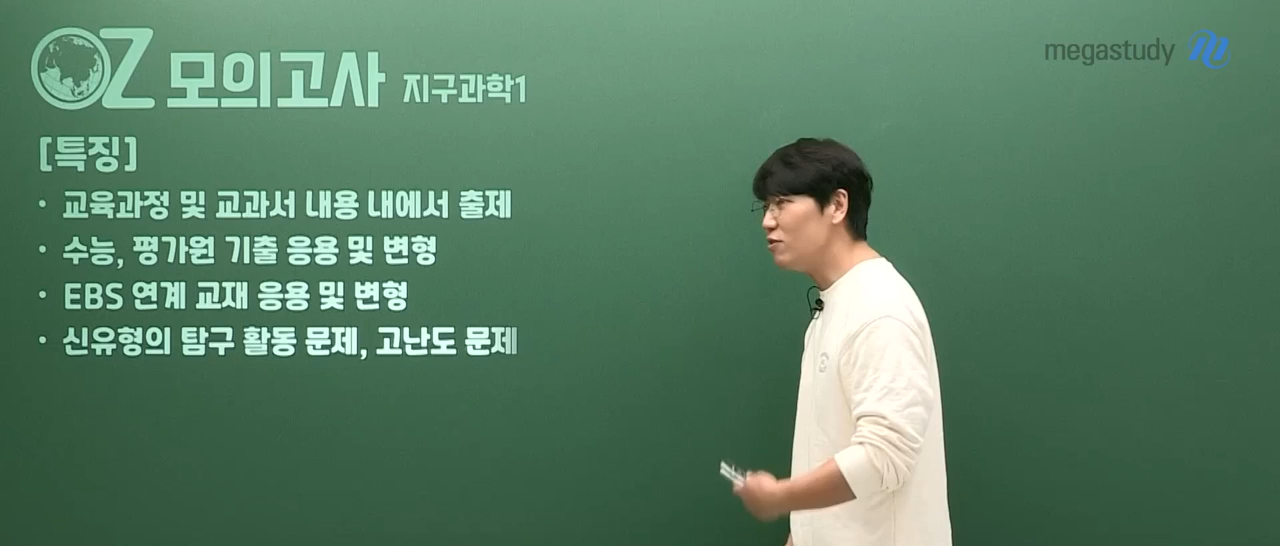 OZ 모의고사 지구과학1
megastudy
[특징]
• 교육과정 및 교과서 내용 내에서 출제
• 수능, 평가원 기출 응용 및 변형
• EBS 연계 교재 응용 및 변형
• 신유형의 탐구 활동 문제, 고난도 문제